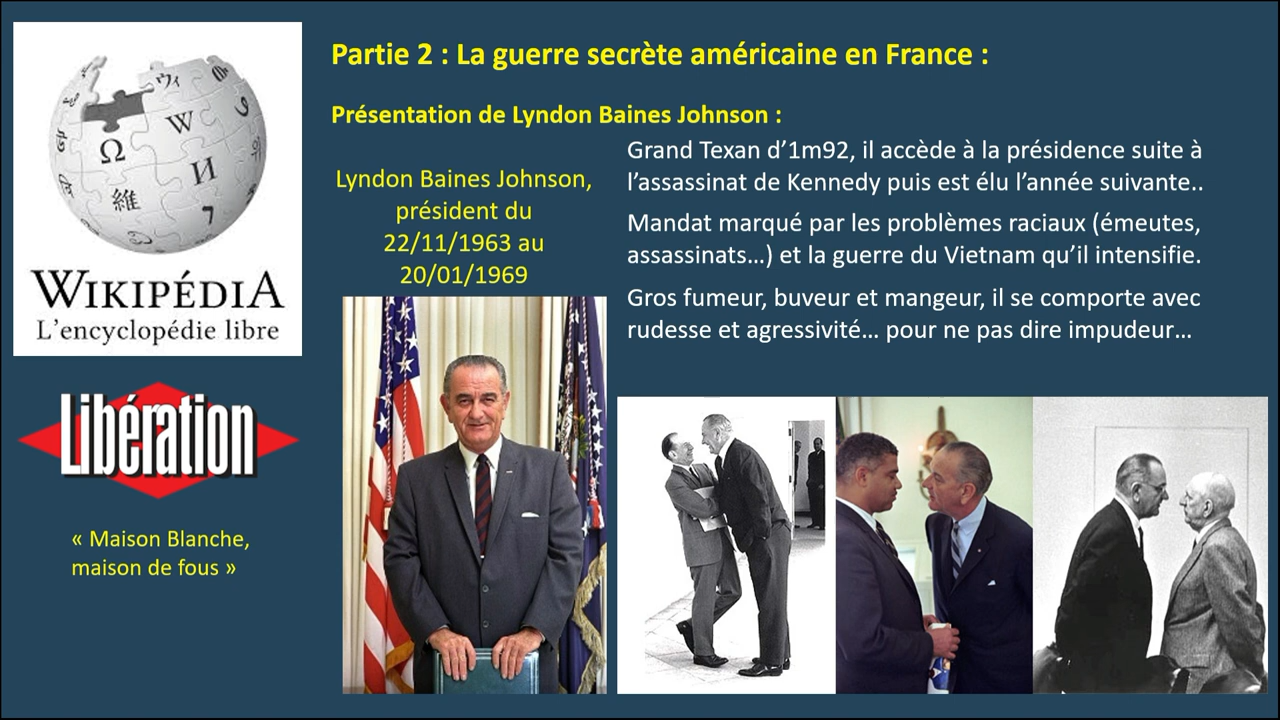 Partie 2 : La guerre secrète américaine en France :
Présentation de Lyndon Baines Johnson :
Lyndon Baines Johnson,
président du
22/11/1963 au
20/01/1969
Grand Texan d’1m92, il accède à la présidence suite à
l’assassinat de Kennedy puis est élu l’année suivante..
Mandat marqué par les problèmes raciaux (émeutes,
assassinats…) et la guerre du Vietnam qu’il intensifie.
Gros fumeur, buveur et mangeur, il se comporte avec
rudesse et agressivité… pour ne pas dire impudeur…
Ω W И
維 ウィ 7
WIKIPÉDIA
L’encyclopédie libre
Libération
« Maison Blanche,
maison de fous »